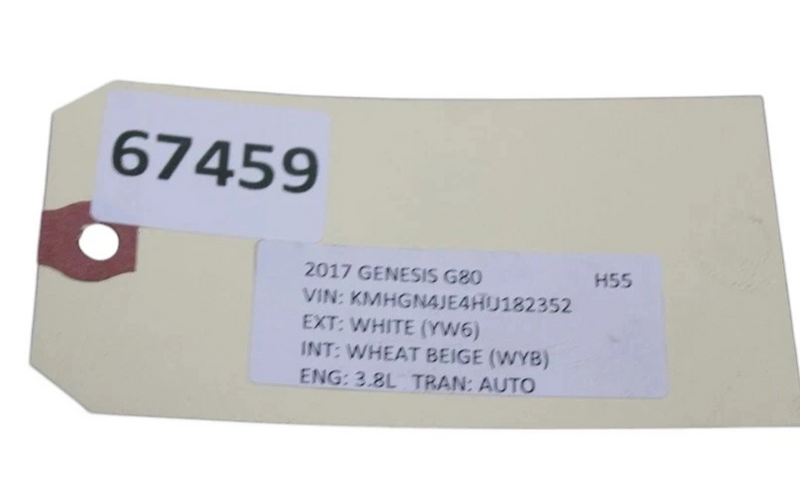 67459
2017 GENESIS G80 H55
VIN: KMHGN4JE4HU182352
EXT: WHITE (YW6)
INT: WHEAT BEIGE (WYB)
ENG: 3.8L TRAN: AUTO